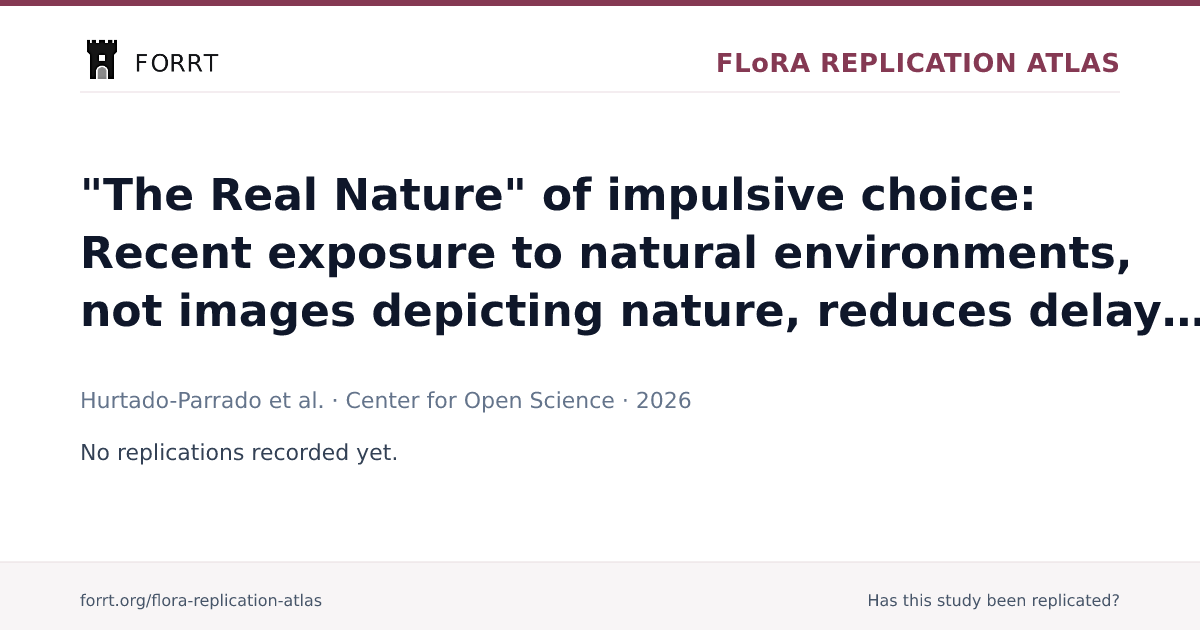 FORRT
FLoRA REPLICATION ATLAS
"The Real Nature" of impulsive choice:
Recent exposure to natural environments,
not images depicting nature, reduces delay…
Hurtado-Parrado et al. · Center for Open Science · 2026
No replications recorded yet.
forrt.org/flora-replication-atlas
Has this study been replicated?